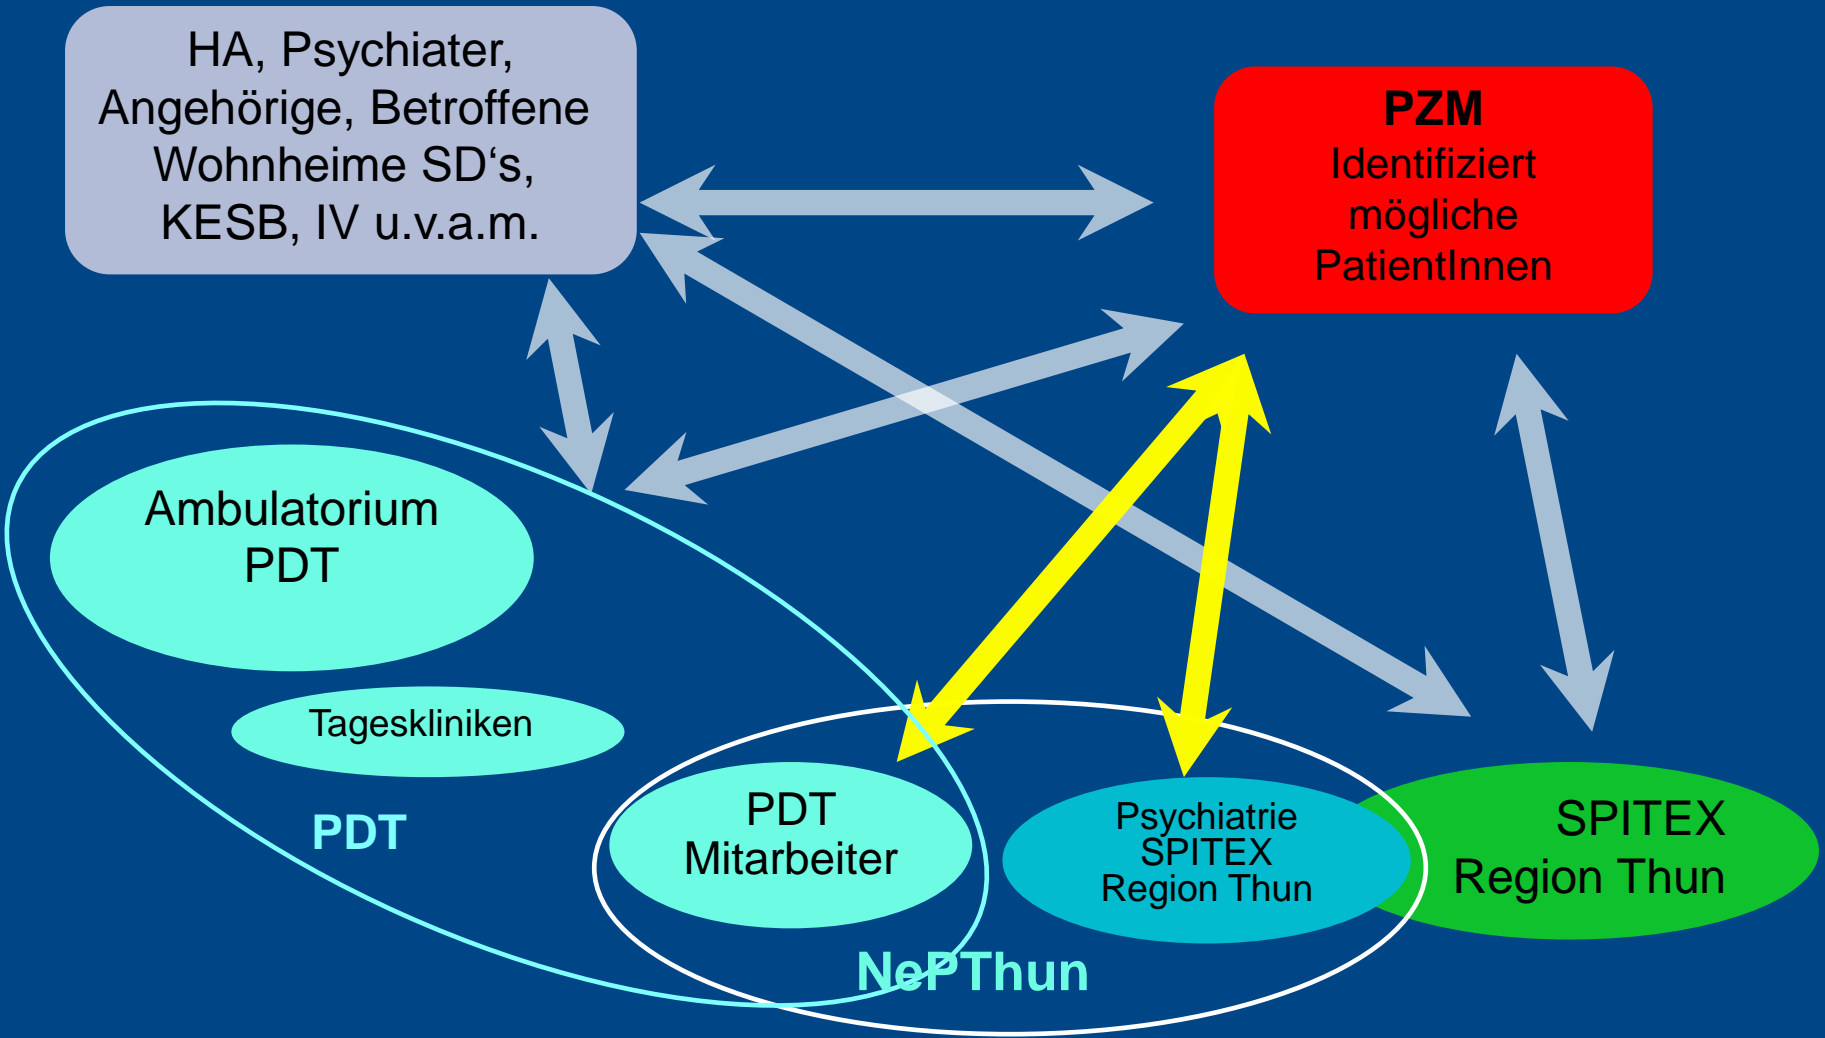 HA, Psychiater,
Angehörige, Betroffene
Wohnheime SD‘s,
KESB, IV u.v.a.m.
PZM
Identifiziert
mögliche
PatientInnen
Ambulatorium
PDT
Tageskliniken
PDT
PDT
Mitarbeiter
Psychiatrie
SPITEX
Region Thun
SPITEX
Region Thun
NePThun